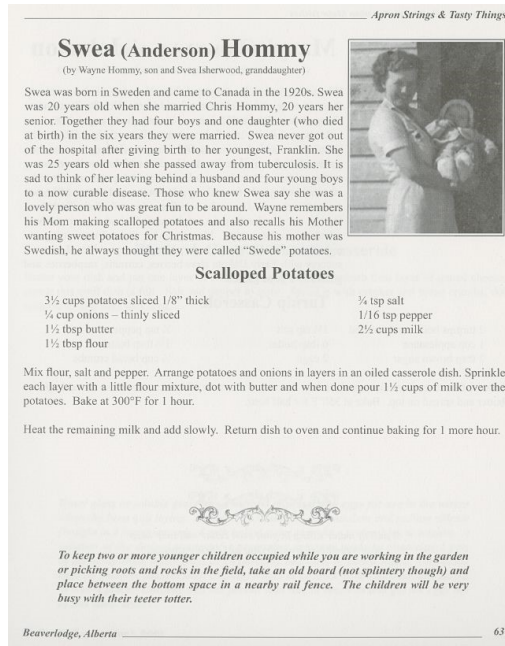 Apron Strings & Tasty Things
Swea (Anderson) Hommy
(by Wayne Hommy, son and Svea Isherwood, granddaughter)
Swea was born in Sweden and came to Canada in the 1920s. Swea
was 20 years old when she married Chris Hommy, 20 years her
senior. Together they had four boys and one daughter (who died
at birth) in the six years they were married. Swea never got out
of the hospital after giving birth to her youngest, Franklin. She
was 25 years old when she passed away from tuberculosis. It is
sad to think of her leaving behind a husband and four young boys
to a now curable disease. Those who knew Swea say she was a
lovely person who was great fun to be around. Wayne remembers
his Mom making scalloped potatoes and also recalls his Mother
wanting sweet potatoes for Christmas. Because his mother was
Swedish, he always thought they were called “Swede” potatoes.
Scalloped Potatoes
3½ cups potatoes sliced 1/8” thick
¼ cup onions – thinly sliced
1½ tbsp butter
1½ tbsp flour
¾ tsp salt
1/16 tsp pepper
2½ cups milk
Mix flour, salt and pepper. Arrange potatoes and onions in layers in an oiled casserole dish. Sprinkle
each layer with a little flour mixture, dot with butter and when done pour 1½ cups of milk over the
potatoes. Bake at 300°F for 1 hour.
Heat the remaining milk and add slowly. Return dish to oven and continue baking for 1 more hour.
To keep two or more younger children occupied while you are working in the garden
or picking roots and rocks in the field, take an old board (not splintery though) and
place between the bottom space in a nearby rail fence. The children will be very
busy with their teeter totter.
Beaverlodge, Alberta 63